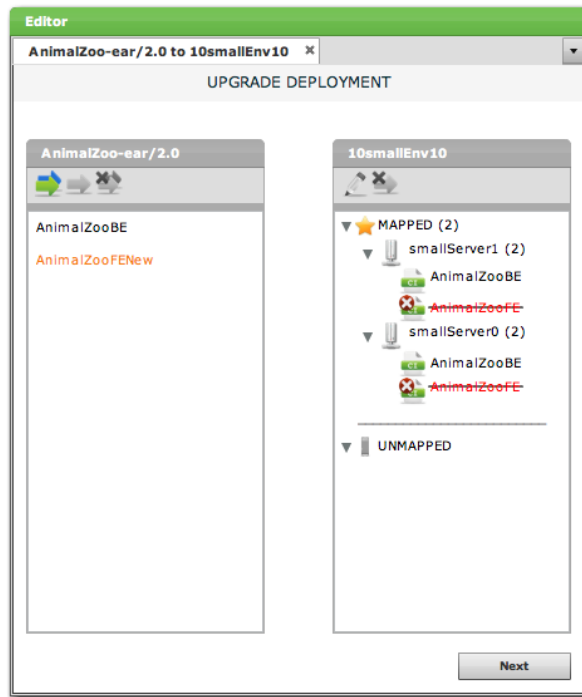 Editor
AnimalZoo-ear/2.0 to 10smallEnv10
UPGRADE DEPLOYMENT
AnimalZoo-ear/2.0
AnimalZooBE
AnimalZooFENew
10smallEnv10
MAPPED (2)
smallServer1 (2)
AnimalZooBE
AnimalZooFE
smallServer0 (2)
AnimalZooBE
AnimalZooFE
UNMAPPED
Next